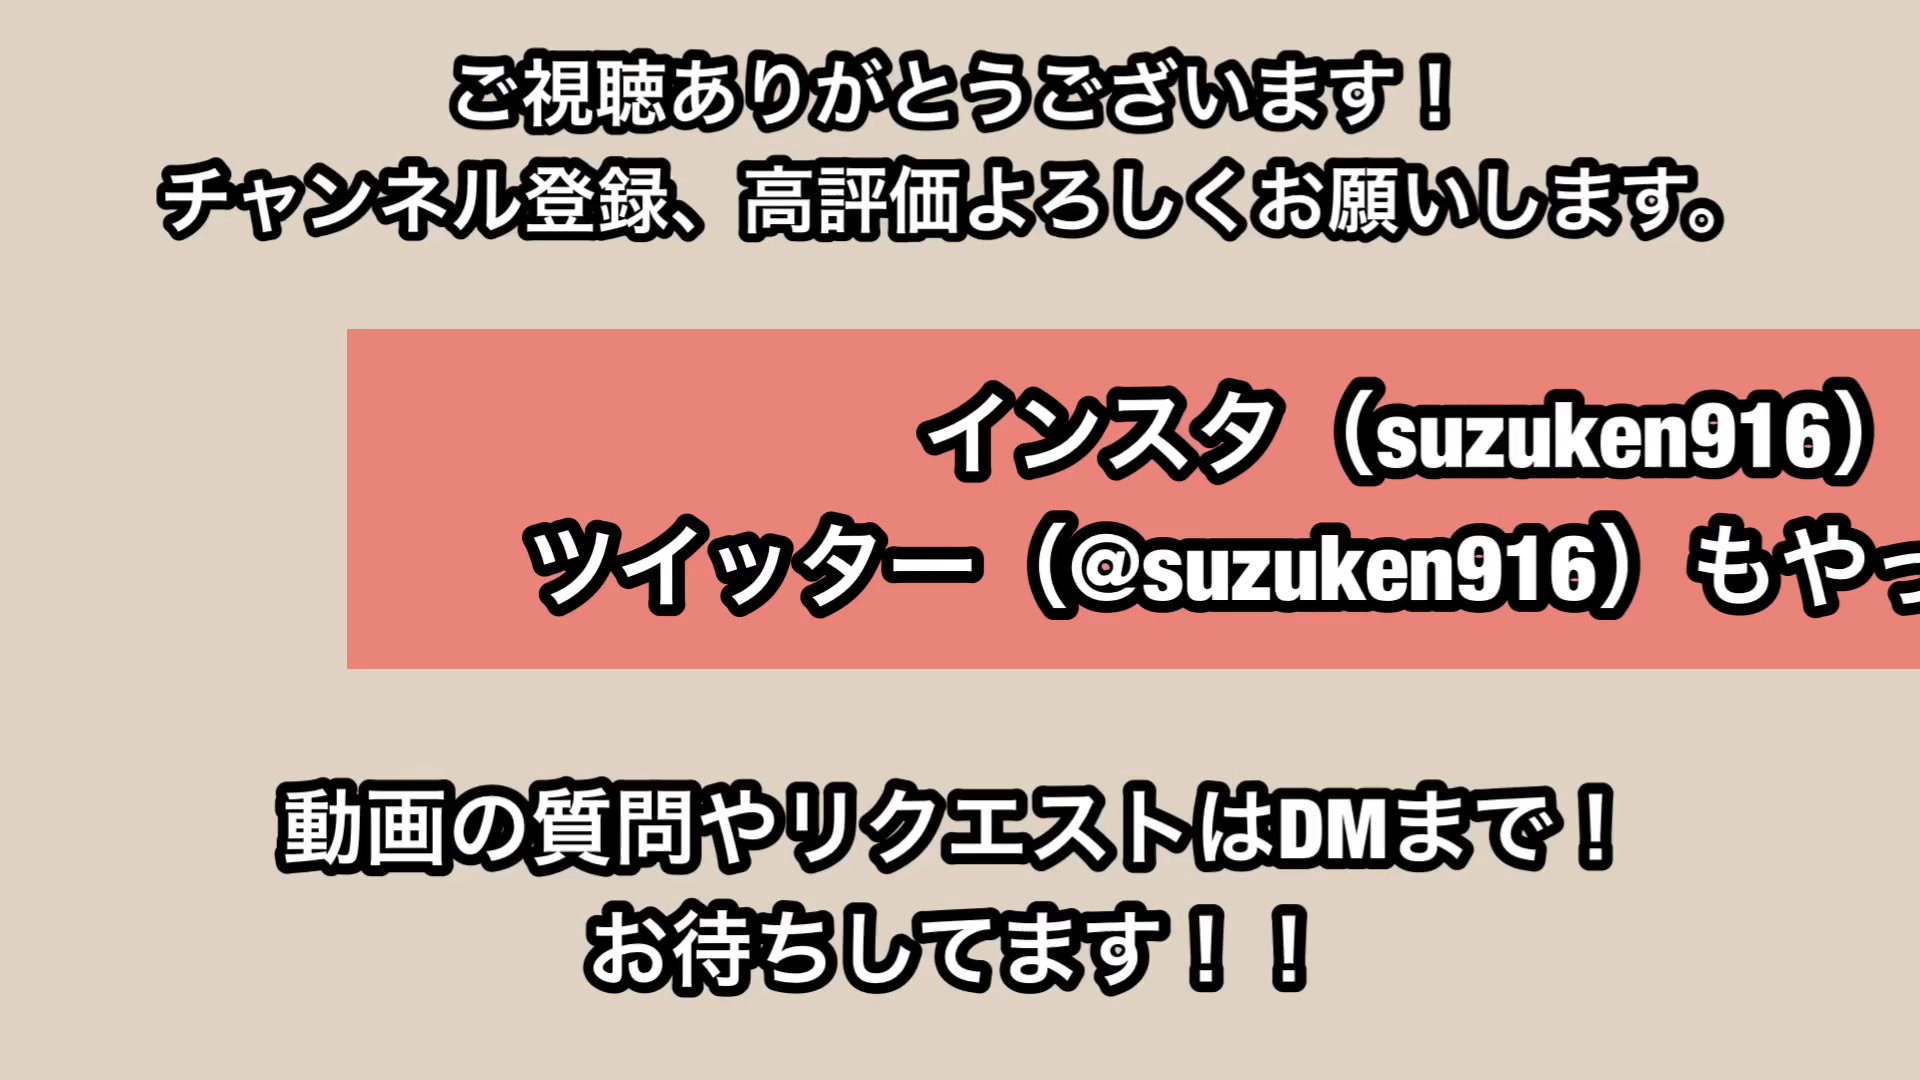 ご視聴ありがとうございます！
チャンネル登録、高評価よろしくお願いします。
インスタ（suzuken916）
ツイッター（@suzuken916）もやっ
動画の質問やリクエストはDMまで！
お待ちしてます！！